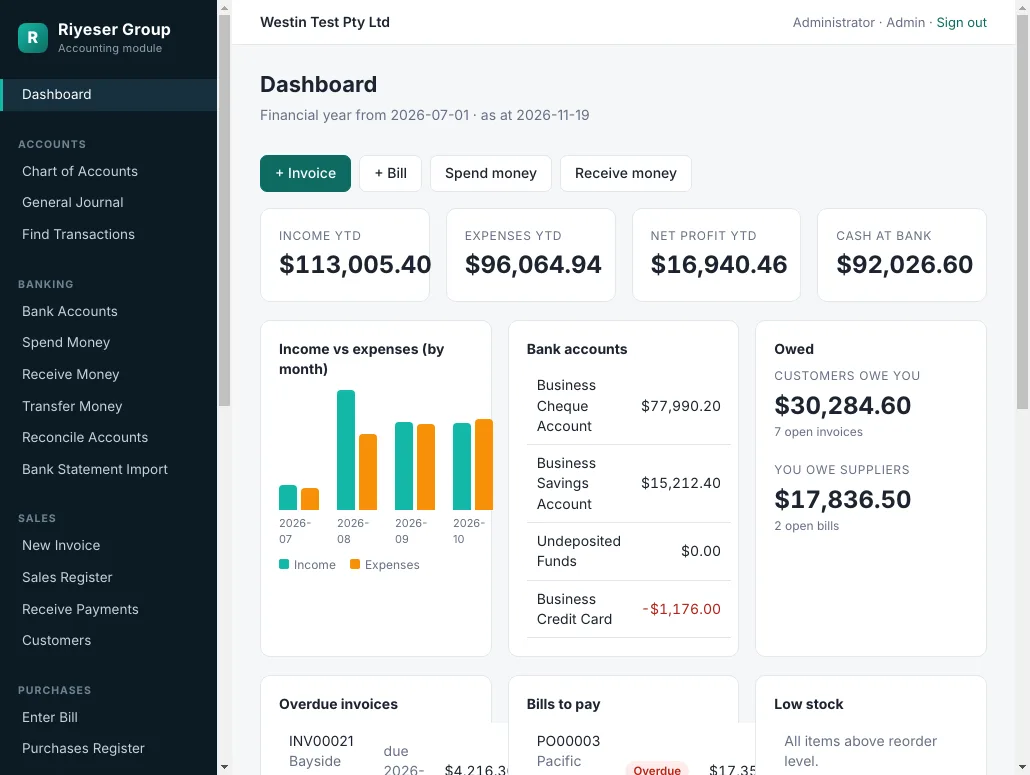 R
Riyeser Group
Accounting module
Dashboard
ACCOUNTS
Chart of Accounts
General Journal
Find Transactions
BANKING
Bank Accounts
Spend Money
Receive Money
Transfer Money
Reconcile Accounts
Bank Statement Import
SALES
New Invoice
Sales Register
Receive Payments
Customers
PURCHASES
Enter Bill
Purchases Register
Westin Test Pty Ltd
Administrator · Admin · Sign out
Dashboard
Financial year from 2026-07-01 · as at 2026-11-19
+ Invoice
+ Bill
Spend money
Receive money
INCOME YTD
$113,005.40
EXPENSES YTD
$96,064.94
NET PROFIT YTD
$16,940.46
CASH AT BANK
$92,026.60
Income vs expenses (by
month)
2026-
07
2026-
08
2026-
09
2026-
10
Income
Expenses
Bank accounts
Business
Cheque
Account
$77,990.20
Business
Savings
Account
$15,212.40
Undeposited
Funds
$0.00
Business
Credit Card
-$1,176.00
Owed
CUSTOMERS OWE YOU
$30,284.60
7 open invoices
YOU OWE SUPPLIERS
$17,836.50
2 open bills
Overdue invoices
INV00021
Bayside
due
2026-
$4,216.30
Bills to pay
PO00003
Pacific
Overdue
$17,35
Low stock
All items above reorder
level.